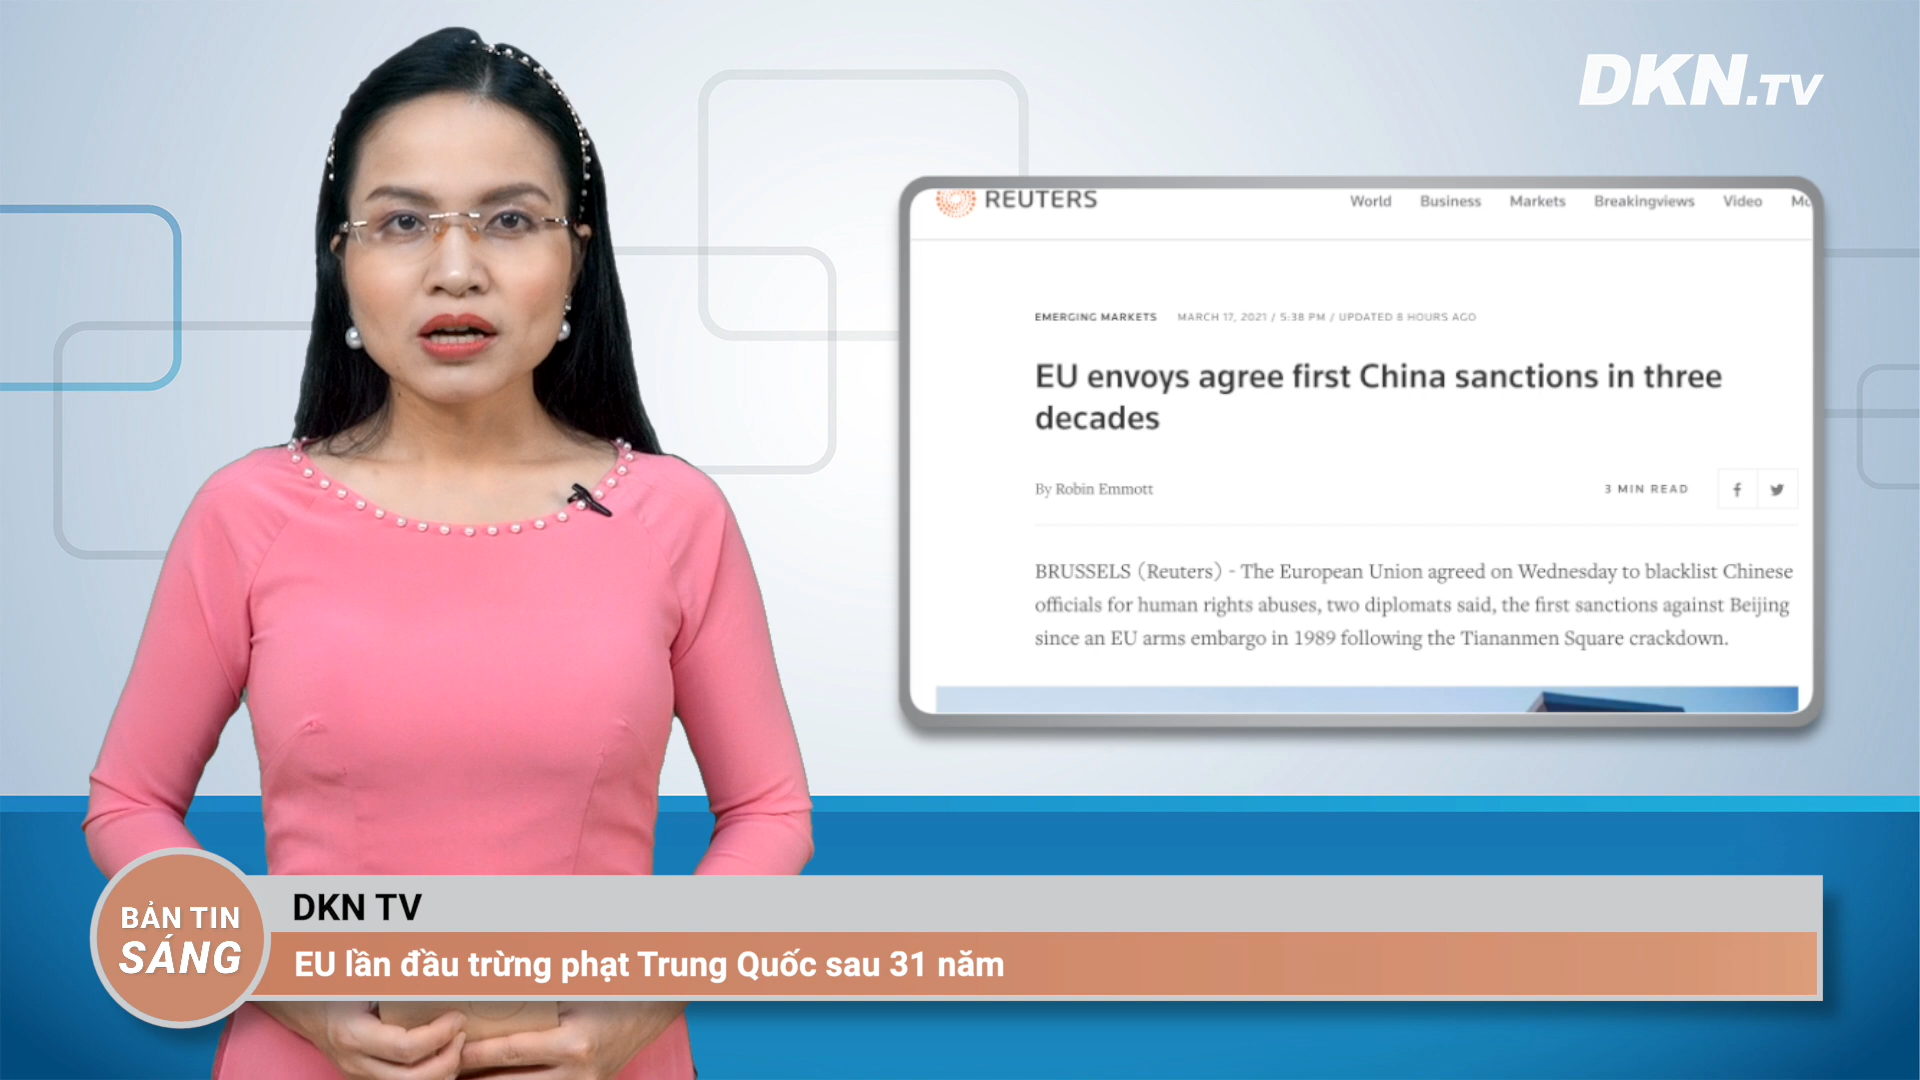 DKN.TV
REUTERS
World Business Markets Breakingviews Video
EMERGING MARKETS MARCH 17, 2021 / 5:38 PM / UPDATED 8 HOURS AGO
EU envoys agree first China sanctions in three
decades
By Robin Emmott
3 MIN READ
BRUSSELS (Reuters) - The European Union agreed on Wednesday to blacklist Chinese
officials for human rights abuses, two diplomats said, the first sanctions against Beijing
since an EU arms embargo in 1989 following the Tiananmen Square crackdown.
BẢN TIN
SÁNG
DKN TV
EU lần đầu trừng phạt Trung Quốc sau 31 năm